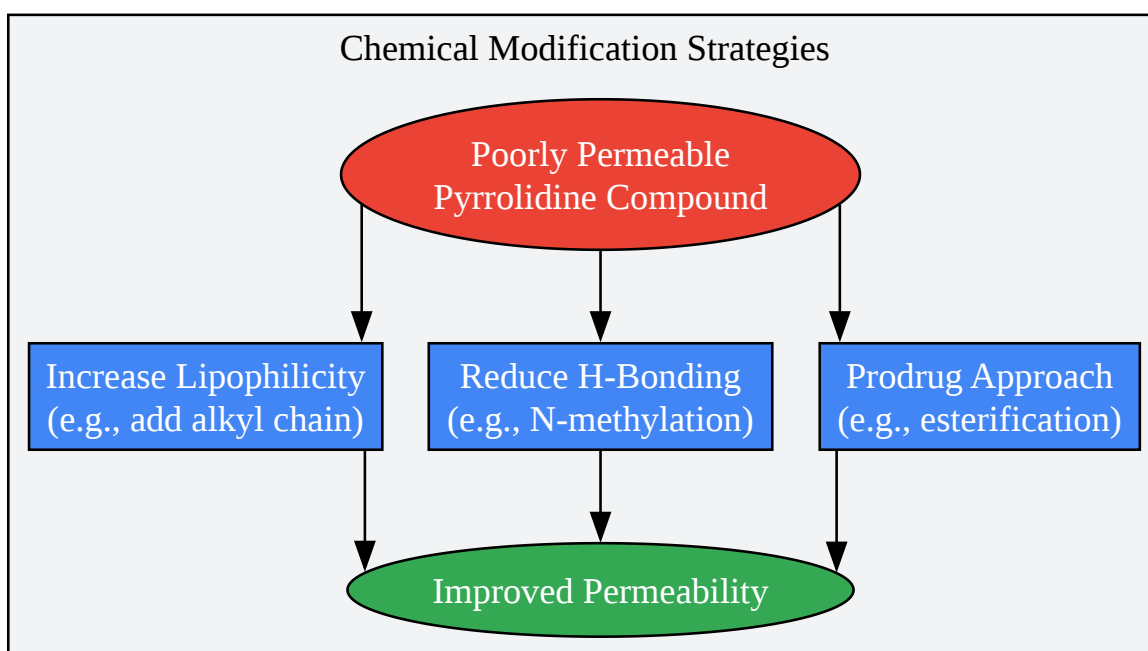 Chemical Modification Strategies
Poorly Permeable
Pyrrolidine Compound
Increase Lipophilicity
(e.g., add alkyl chain)
Reduce H-Bonding
(e.g., N-methylation)
Prodrug Approach
(e.g., esterification)
Improved Permeability